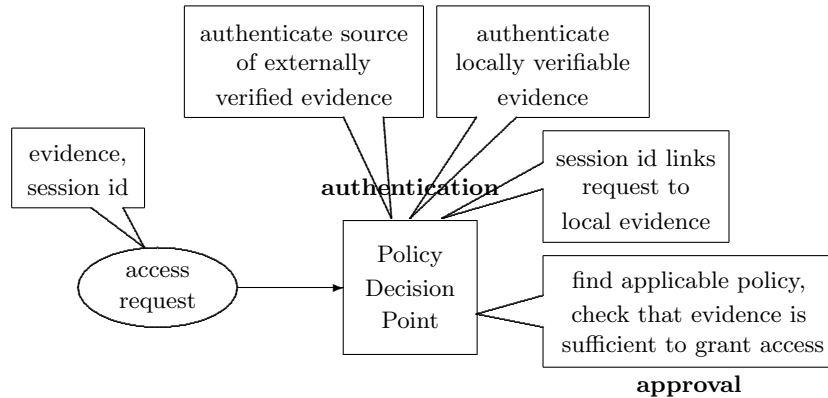 authenticate source
of externally
verified evidence
authenticate
locally verifiable
evidence
evidence,
session id
session id links
request to
local evidence
authentication
access
request
Policy
Decision
Point
find applicable policy,
check that evidence is
sufficient to grant access
approval